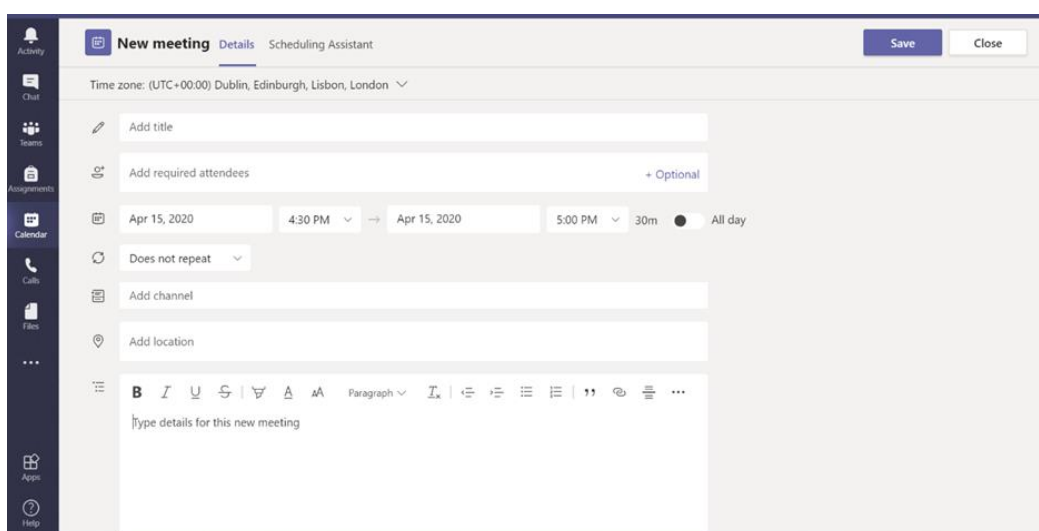 Activity
Chat
Teams
Assignments
Calendar
Calls
Files
Apps
Help
New meeting Details Scheduling Assistant Save Close
Time zone: (UTC+00:00) Dublin, Edinburgh, Lisbon, London
Add title
Add required attendees + Optional
Apr 15, 2020 4:30 PM → Apr 15, 2020 5:00 PM 30m All day
Does not repeat
Add channel
Add location
B I U S A AA Paragraph Ix
Type details for this new meeting